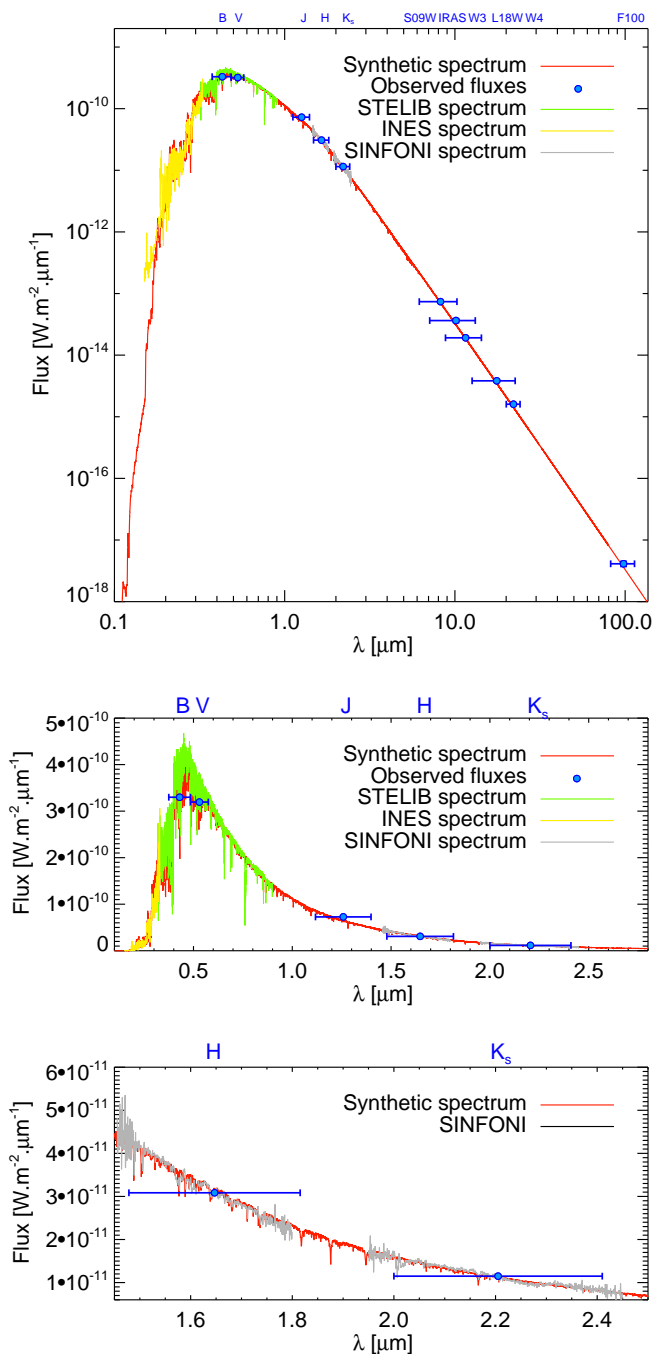 B V J H Ks S09W IRAS W3 L18W W4 F100
Synthetic spectrum
Observed fluxes
STELIB spectrum
INES spectrum
SINFONI spectrum
10-10
10-12
10-14
10-16
10-18
Flux [W.m-2.μm-1]
0.1 1.0 10.0 100.0
λ [μm]
B V J H Ks
5•10-10
4•10-10
3•10-10
2•10-10
1•10-10
0
Flux [W.m-2.μm-1]
Synthetic spectrum
Observed fluxes
STELIB spectrum
INES spectrum
SINFONI spectrum
0.5 1.0 1.5 2.0 2.5
λ [μm]
H Ks
6•10-11
5•10-11
4•10-11
3•10-11
2•10-11
1•10-11
Flux [W.m-2.μm-1]
Synthetic spectrum
SINFONI
1.6 1.8 2.0 2.2 2.4
λ [μm]